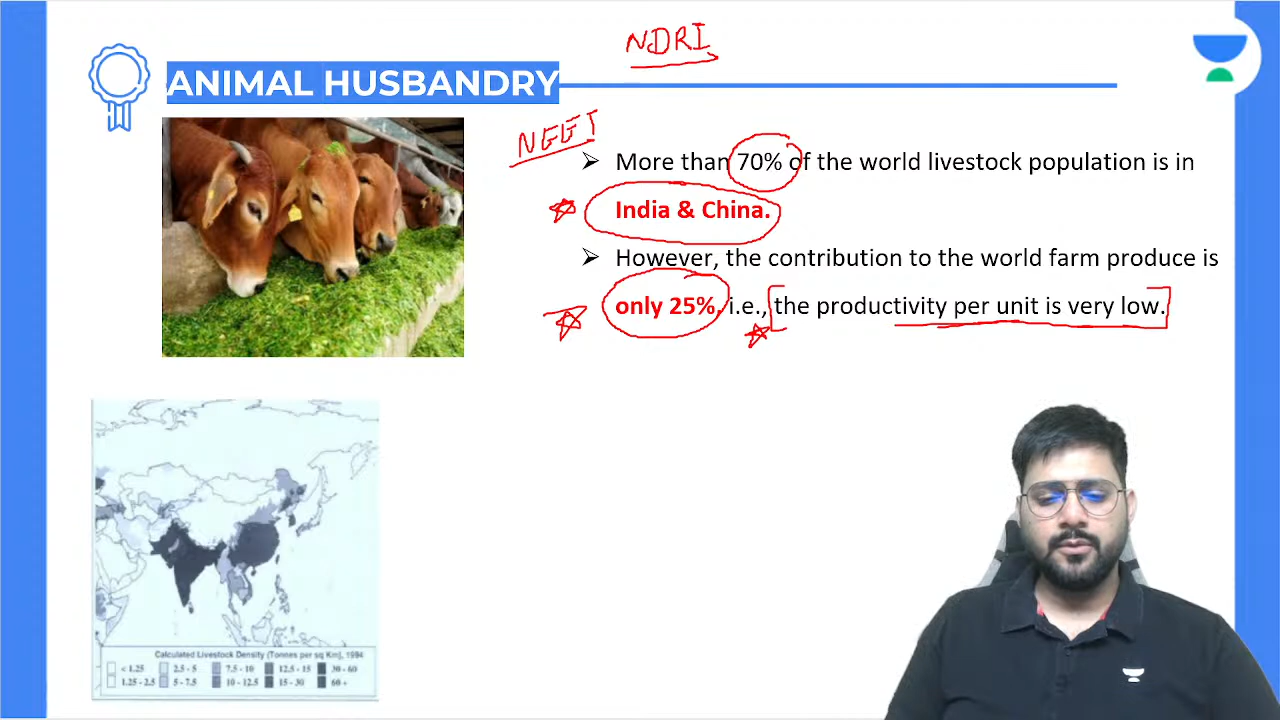 NDRI
ANIMAL HUSBANDRY
NEET
➢ More than 70% of the world livestock population is in
India & China.
➢ However, the contribution to the world farm produce is
only 25%, i.e., the productivity per unit is very low.
Calculated Livestock Density (Tonnes per sq Km), 1994
< 1.25 2.5 - 5 7.5 - 10 12.5 - 15 30 - 60
1.25 - 2.5 5 - 7.5 10 - 12.5 15 - 30 60 +